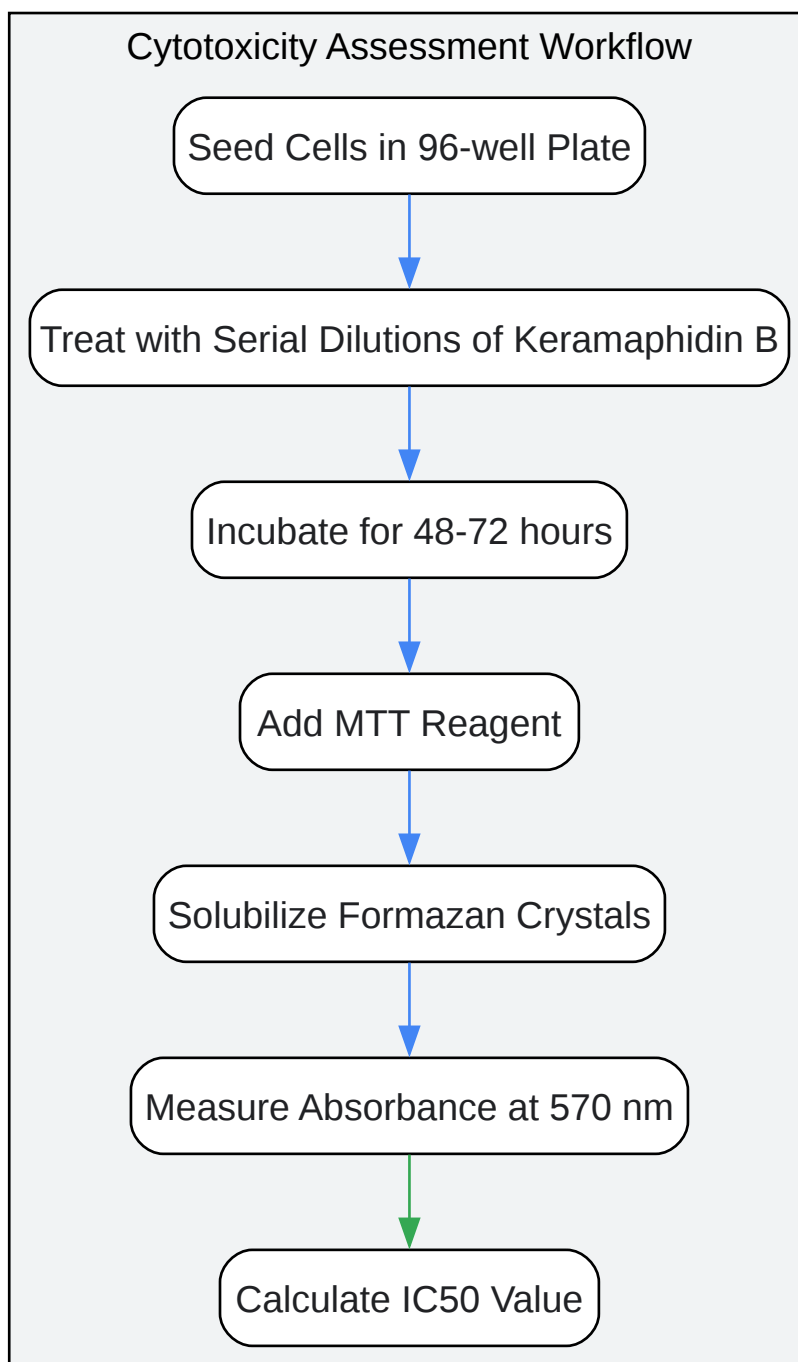 Cytotoxicity Assessment Workflow
Seed Cells in 96-well Plate
Treat with Serial Dilutions of Keramaphidin B
Incubate for 48-72 hours
Add MTT Reagent
Solubilize Formazan Crystals
Measure Absorbance at 570 nm
Calculate IC50 Value